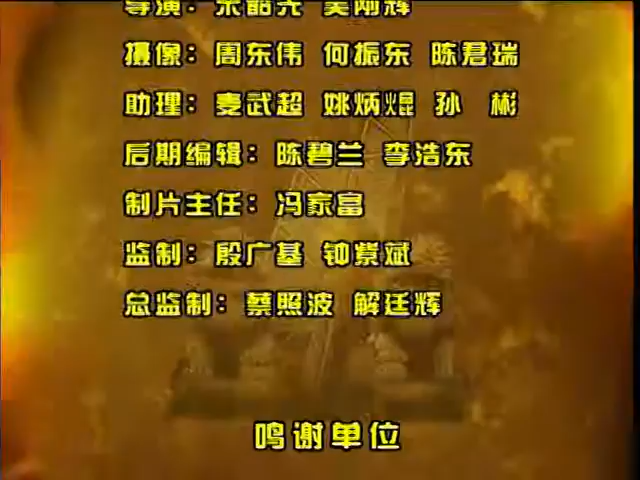 摄像：周东伟 何振东 陈君瑞
助理：麦武超 姚炳焜 孙 彬
后期编辑：陈碧兰 李浩东
制片主任：冯家富
监制：殷广基 钟紫斌
总监制：蔡照波 解廷辉
鸣谢单位